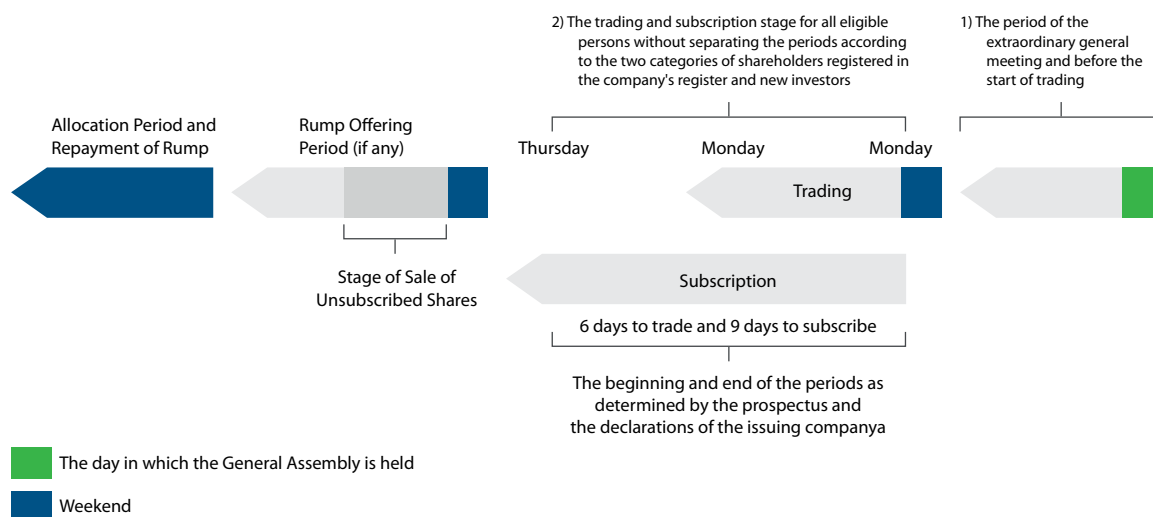 2) The trading and subscription stage for all eligible
persons without separating the periods according
to the two categories of shareholders registered in
the company's register and new investors
1) The period of the
extraordinary general
meeting and before the
start of trading
Allocation Period and
Repayment of Rump
Rump Offering
Period (if any)
Thursday
Monday
Monday
Trading
Stage of Sale of
Unsubscribed Shares
Subscription
6 days to trade and 9 days to subscribe
The beginning and end of the periods as
determined by the prospectus and
the declarations of the issuing companya
The day in which the General Assembly is held
Weekend